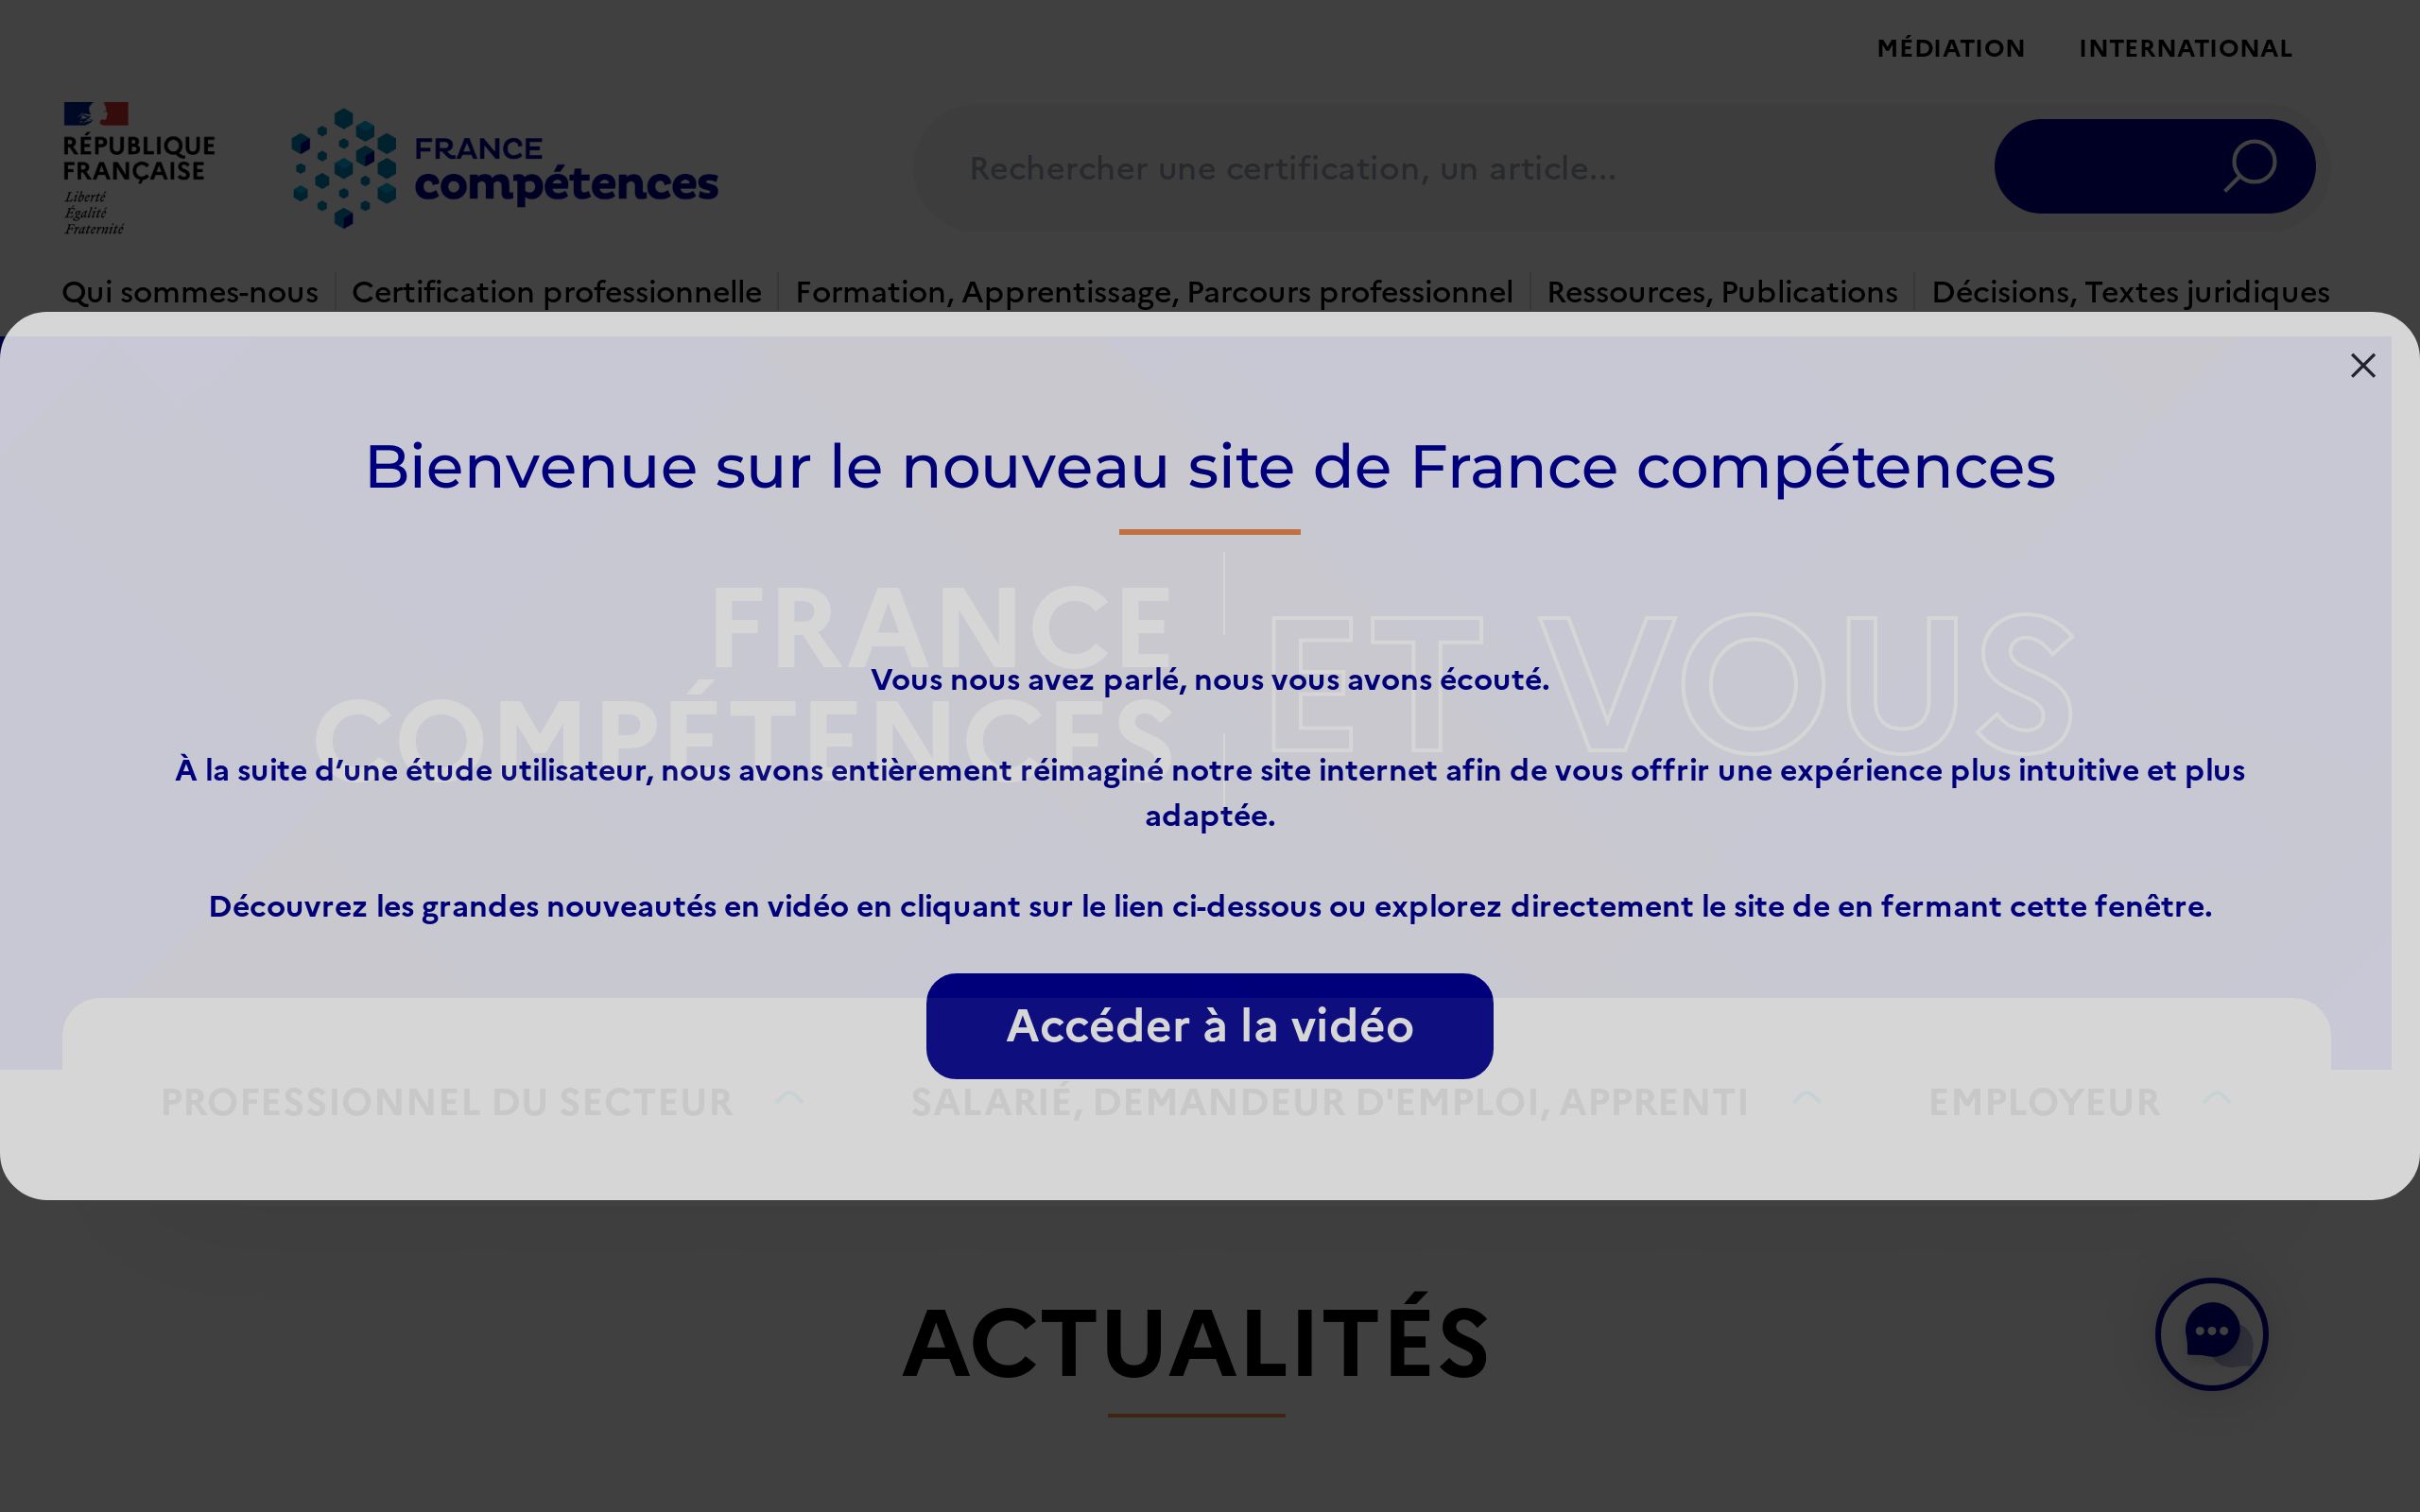 MÉDIATION INTERNATIONAL
RÉPUBLIQUE
FRANÇAISE
Liberté
Égalité
Fraternité
FRANCE
compétences
Rechercher une certification, un article...
Qui sommes-nous Certification professionnelle Formation, Apprentissage, Parcours professionnel Ressources, Publications Décisions, Textes juridiques
Bienvenue sur le nouveau site de France compétences
FRANCE
COMPÉTENCES
ET VOUS
Vous nous avez parlé, nous vous avons écouté.
À la suite d’une étude utilisateur, nous avons entièrement réimaginé notre site internet afin de vous offrir une expérience plus intuitive et plus
adaptée.
Découvrez les grandes nouveautés en vidéo en cliquant sur le lien ci-dessous ou explorez directement le site de en fermant cette fenêtre.
Accéder à la vidéo
PROFESSIONNEL DU SECTEUR SALARIÉ, DEMANDEUR D'EMPLOI, APPRENTI EMPLOYEUR
ACTUALITÉS